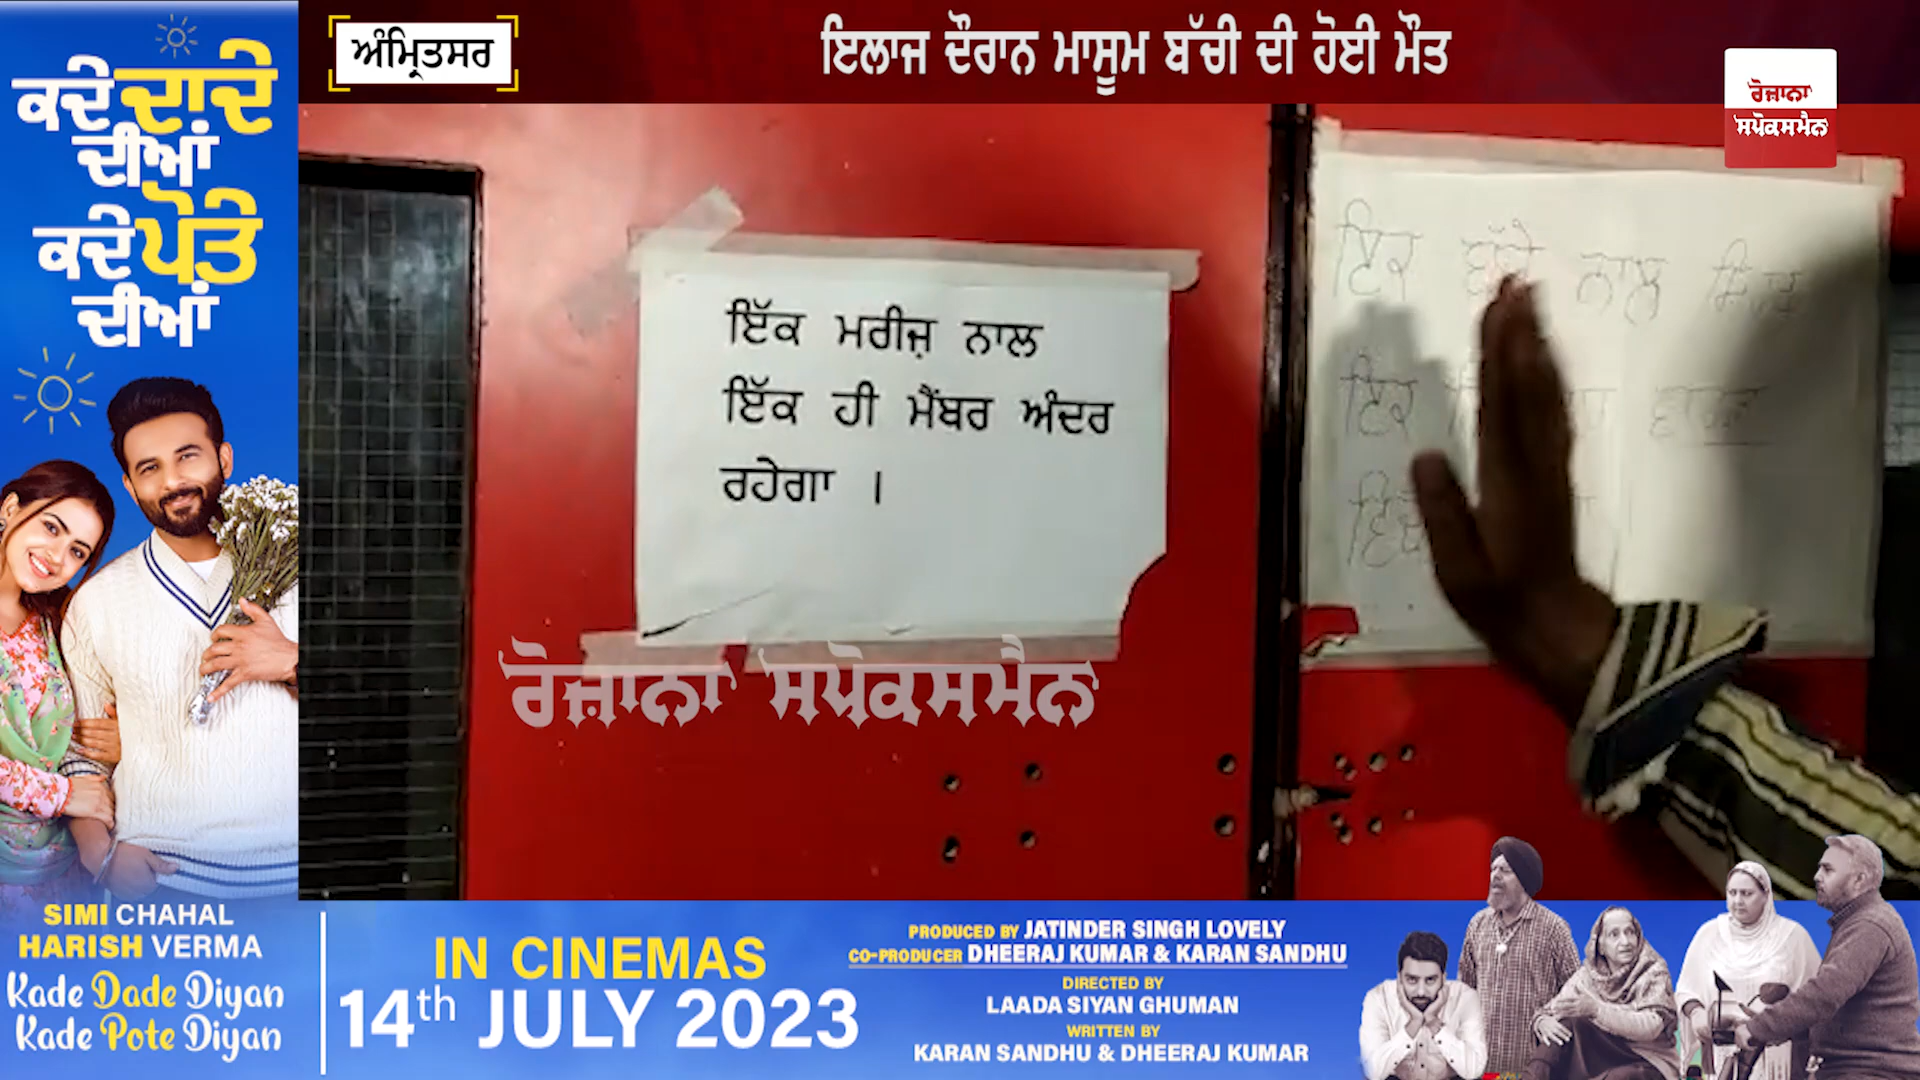 ਕਦੇ ਦਾਦੇ
ਦੀਆਂ
ਕਦੇ ਪੋਤੇ
ਦੀਆਂ
SIMI CHAHAL
HARISH VERMA
Kade Dade Diyan
Kade Pote Diyan
ਅੰਮ੍ਰਿਤਸਰ
ਇਲਾਜ ਦੌਰਾਨ ਮਾਸੂਮ ਬੱਚੀ ਦੀ ਹੋਈ ਮੌਤ
ਰੋਜ਼ਾਨਾ
ਸਪੋਕਸਮੈਨ
ਇੱਕ ਮਰੀਜ਼ ਨਾਲ
ਇੱਕ ਹੀ ਮੈਂਬਰ ਅੰਦਰ
ਰਹੇਗਾ ।
ਨਾਲ
ਰੋਜ਼ਾਨਾ ਸਪੋਕਸਮੈਨ
IN CINEMAS
14th JULY 2023
PRODUCED BY JATINDER SINGH LOVELY
CO-PRODUCER DHEERAJ KUMAR & KARAN SANDHU
DIRECTED BY
LAADA SIYAN GHUMAN
WRITTEN BY
KARAN SANDHU & DHEERAJ KUMAR